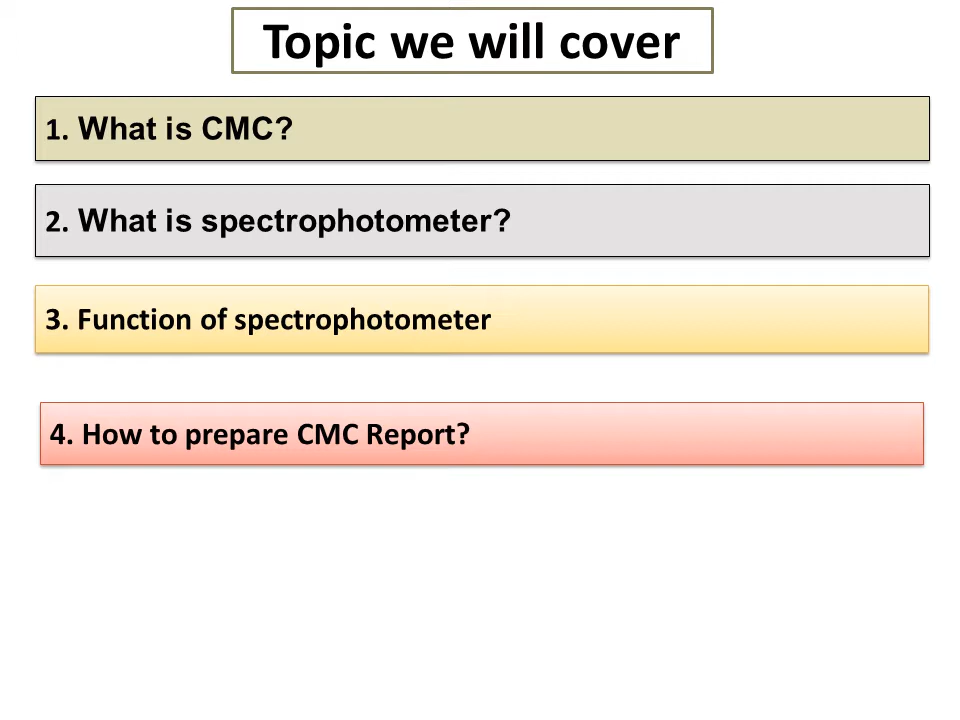 Topic we will cover
1. What is CMC?
2. What is spectrophotometer?
3. Function of spectrophotometer
4. How to prepare CMC Report?